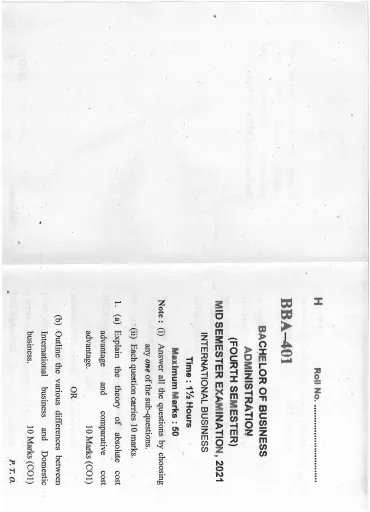 H Roll No. ..............................
BBA–401
BACHELOR OF BUSINESS
ADMINISTRATION
(FOURTH SEMESTER)
MID SEMESTER EXAMINATION, 2021
INTERNATIONAL BUSINESS
Time : 1½ Hours
Maximum Marks : 50
Note : (i) Answer all the questions by choosing
any one of the sub-questions.
(ii) Each question carries 10 marks.
1. (a) Explain the theory of absolute cost
advantage and comparative cost
advantage. 10 Marks (CO1)
OR
(b) Outline the various differences between
International business and Domestic
business. 10 Marks (CO1)
P. T. O.